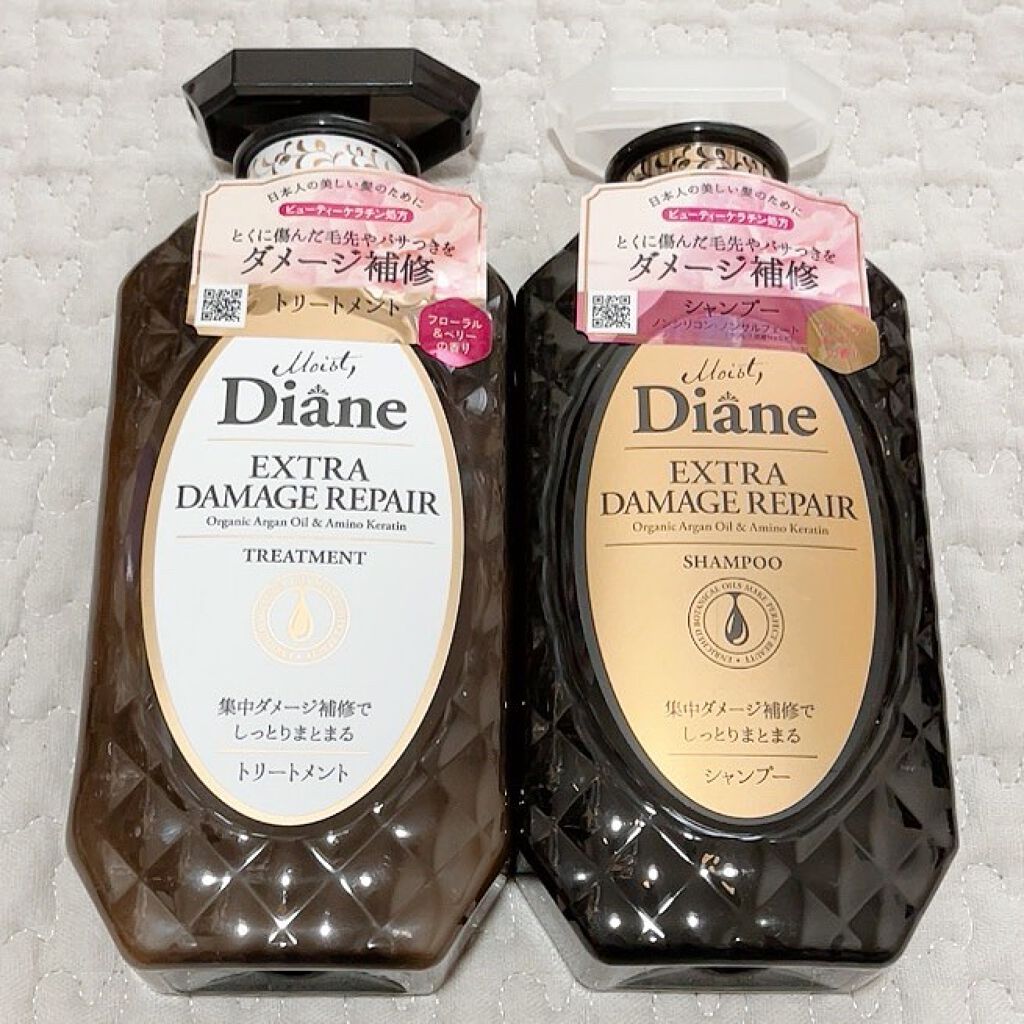 日本人の美しい髪のために
ビューティーケラチン処方
とくに傷んだ毛先やパサつきを
ダメージ補修
トリートメント
フローラル
&ベリー
の香り
Moist,
Diane
EXTRA
DAMAGE REPAIR
Organic Argan Oil & Amino Keratin
TREATMENT
集中ダメージ補修で
しっとりまとまる
トリートメント
日本人の美しい髪のために
ビューティーケラチン処方
とくに傷んだ毛先やパサつきを
ダメージ補修
シャンプー
ノンシリコン・ノンサルフェート
の香り
Moist,
Diane
EXTRA
DAMAGE REPAIR
Organic Argan Oil & Amino Keratin
SHAMPOO
ENRICHED BOTANICAL OILS MAKE PERFECT BEAUTY
集中ダメージ補修で
しっとりまとまる
シャンプー